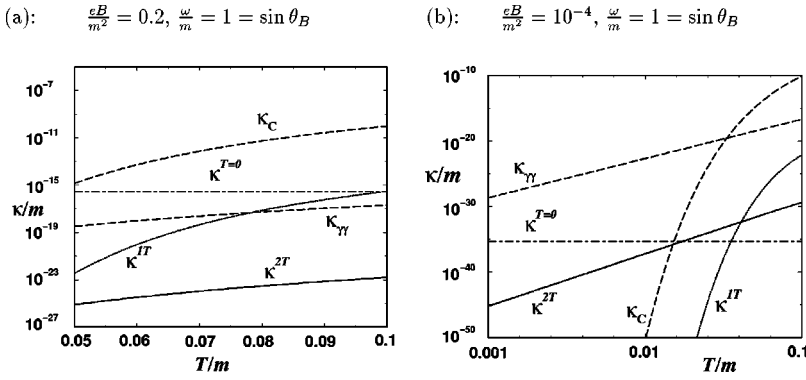 (a): eB/m² = 0.2, ω/m = 1 = sin θ_B
10⁻⁷
10⁻¹¹
10⁻¹⁵
κ/m
10⁻¹⁹
10⁻²³
10⁻²⁷
κ_C
κ^{T=0}
κ_γγ
κ^{1T}
κ^{2T}
0.05 0.06 0.07 0.08 0.09 0.1
T/m
(b): eB/m² = 10⁻⁴, ω/m = 1 = sin θ_B
10⁻¹⁰
10⁻²⁰
κ/m
10⁻³⁰
10⁻⁴⁰
10⁻⁵⁰
κ_γγ
κ^{T=0}
κ^{2T}
κ_C
κ^{1T}
0.001 0.01 0.1
T/m